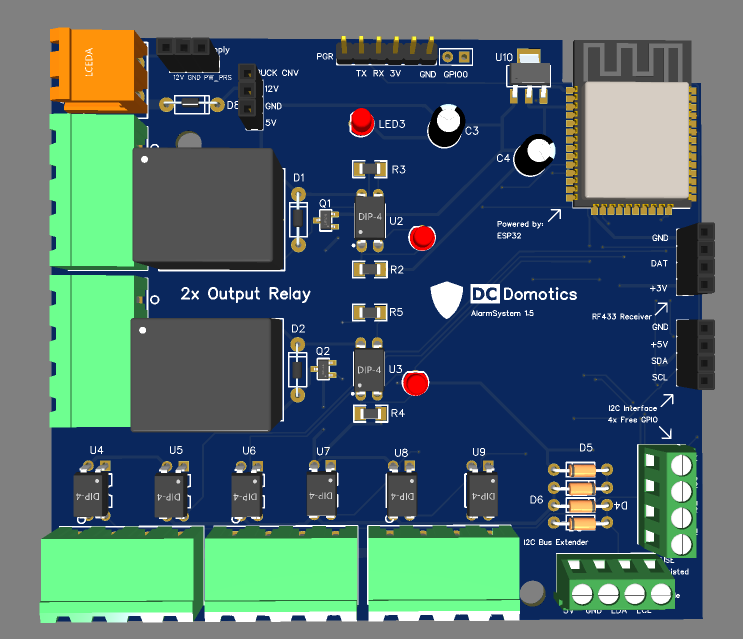 LCEDA
pply
12V GND PW_PRS
BUCK CNV
12V
GND
5V
D8
PGR
TX RX 3V GND GPIO0
U10
LED3
C3
C4
R3
D1
Q1
DIP-4
U2
Powered by:
ESP32
GND
DAT
+3V
RF433 Receiver
R2
2x Output Relay
DC Domotics
AlarmSystem 1.5
R5
GND
+5V
SDA
SCL
D2
Q2
DIP-4
U3
R4
I2C Interface
4x Free GPIO
U4 U5 U6 U7 U8 U9
DIP-4 DIP-4 DIP-4 DIP-4 DIP-4 DIP-4
D5
D6
D4
I2C Bus Extender
USE
5V GND LDA LCL